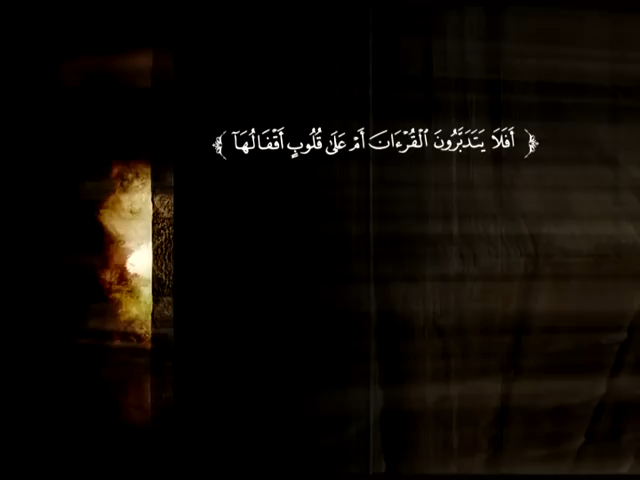 ﴿ أَفَلَا يَتَدَبَّرُونَ ٱلْقُرْءَانَ أَمْ عَلَىٰ قُلُوبٍ أَقْفَالُهَآ ﴾